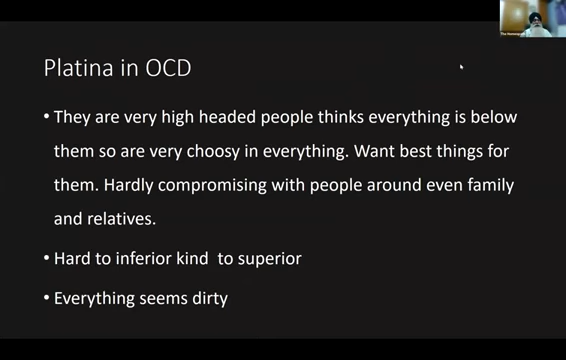 Platina in OCD
• They are very high headed people thinks everything is below
them so are very choosy in everything. Want best things for
them. Hardly compromising with people around even family
and relatives.
• Hard to inferior kind  to superior
• Everything seems dirty